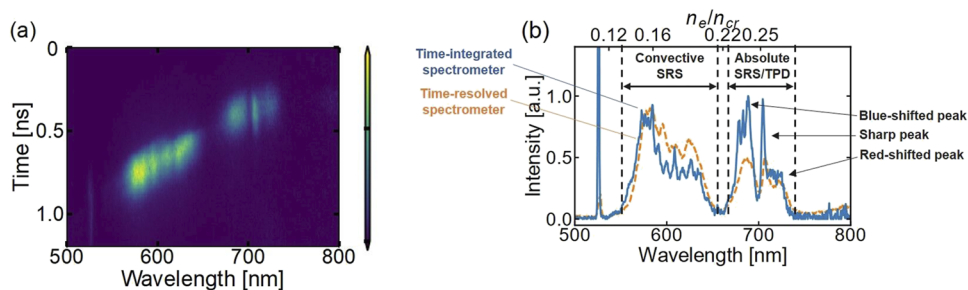 (a)
0
0.5
1.0
Time [ns]
500
600
700
800
Wavelength [nm]
(b)
n_e/n_cr
0.12
0.16
0.22
0.25
Time-integrated
spectrometer
Time-resolved
spectrometer
Convective
SRS
Absolute
SRS/TPD
Blue-shifted peak
Sharp peak
Red-shifted peak
1.0
0.5
0.0
Intensity [a.u.]
500
600
700
800
Wavelength [nm]